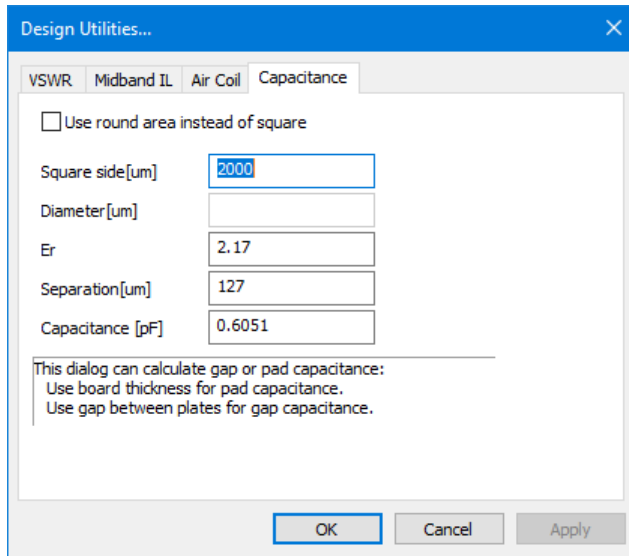 Design Utilities...
VSWR Midband IL Air Coil Capacitance
Use round area instead of square
Square side[um] 2000
Diameter[um]
Er 2.17
Separation[um] 127
Capacitance [pF] 0.6051
This dialog can calculate gap or pad capacitance:
Use board thickness for pad capacitance.
Use gap between plates for gap capacitance.
OK Cancel Apply